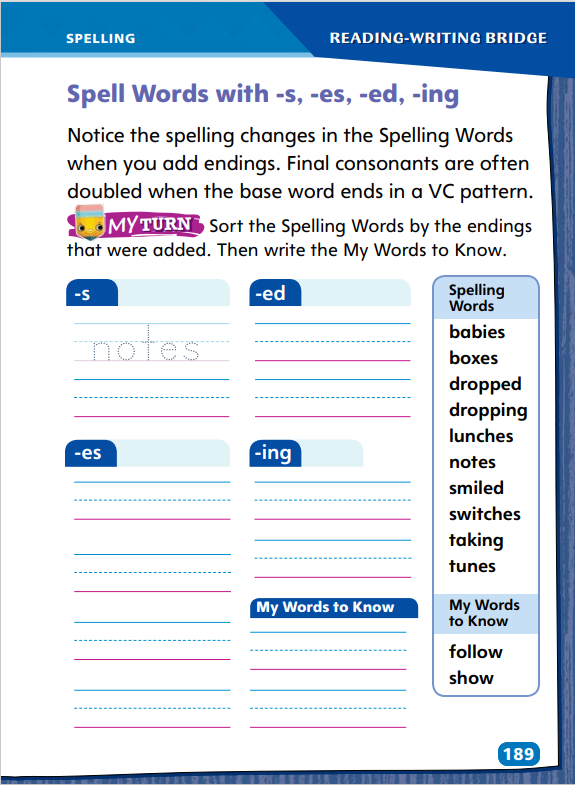 SPELLING
READING-WRITING BRIDGE
Spell Words with -s, -es, -ed, -ing
Notice the spelling changes in the Spelling Words
when you add endings. Final consonants are often
doubled when the base word ends in a VC pattern.
MY TURN Sort the Spelling Words by the endings
that were added. Then write the My Words to Know.
-s
notes
-ed
-es
-ing
My Words to Know
Spelling
Words
babies
boxes
dropped
dropping
lunches
notes
smiled
switches
taking
tunes
My Words
to Know
follow
show
189